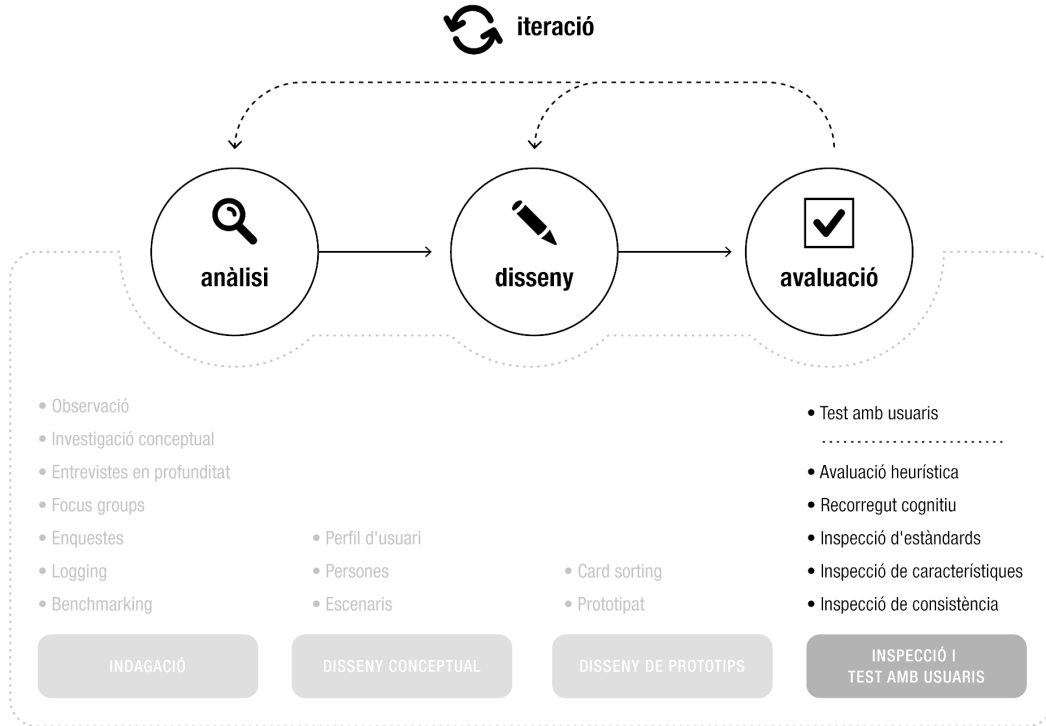 iteració
anàlisi
disseny
avaluació
• Observació
• Investigació conceptual
• Entrevistes en profunditat
• Focus groups
• Enquestes
• Logging
• Benchmarking
INDAGACIÓ
• Perfil d'usuari
• Persones
• Escenaris
DISSENY CONCEPTUAL
• Card sorting
• Prototipat
DISSENY DE PROTOTIPS
• Test amb usuaris
• Avaluació heurística
• Recorregut cognitiu
• Inspecció d'estàndards
• Inspecció de característiques
• Inspecció de consistència
INSPECCIÓ I
TEST AMB USUARIS